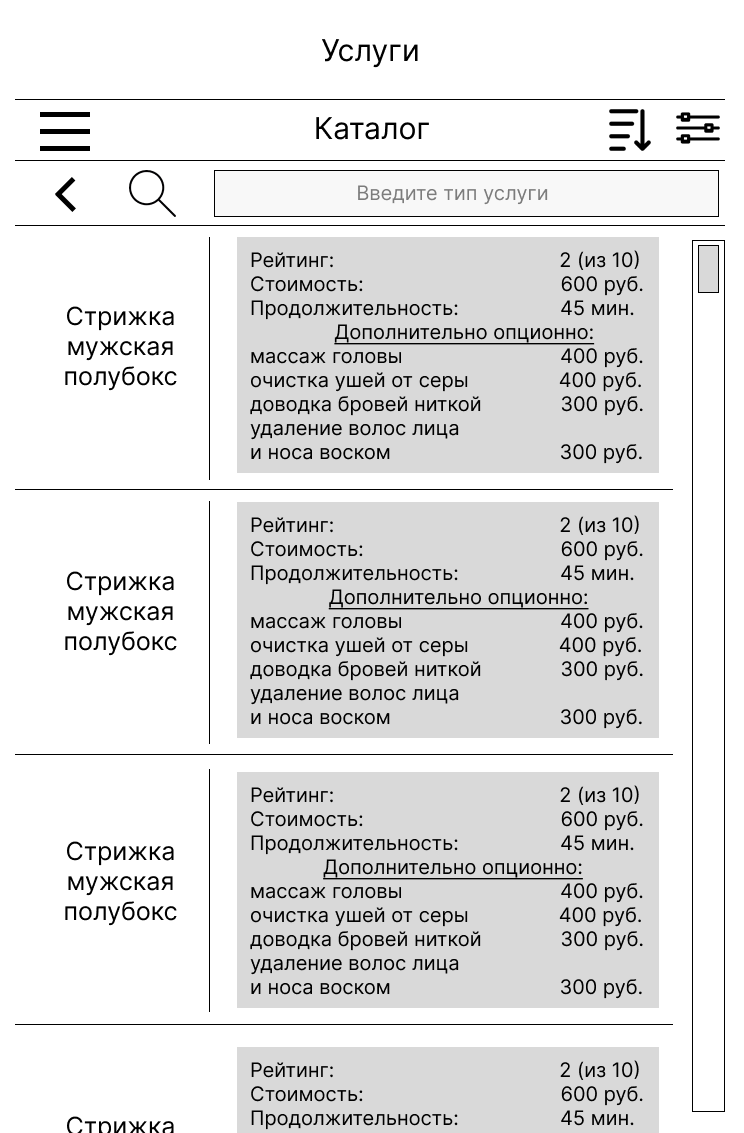 Услуги
Каталог
Введите тип услуги
Стрижка
мужская
полубокс
Рейтинг: 2 (из 10)
Стоимость: 600 руб.
Продолжительность: 45 мин.
Дополнительно опционно:
массаж головы 400 руб.
очистка ушей от серы 400 руб.
доводка бровей ниткой 300 руб.
удаление волос лица
и носа воском 300 руб.
Стрижка
мужская
полубокс
Рейтинг: 2 (из 10)
Стоимость: 600 руб.
Продолжительность: 45 мин.
Дополнительно опционно:
массаж головы 400 руб.
очистка ушей от серы 400 руб.
доводка бровей ниткой 300 руб.
удаление волос лица
и носа воском 300 руб.
Стрижка
мужская
полубокс
Рейтинг: 2 (из 10)
Стоимость: 600 руб.
Продолжительность: 45 мин.
Дополнительно опционно:
массаж головы 400 руб.
очистка ушей от серы 400 руб.
доводка бровей ниткой 300 руб.
удаление волос лица
и носа воском 300 руб.
Стрижка
Рейтинг: 2 (из 10)
Стоимость: 600 руб.
Продолжительность: 45 мин.